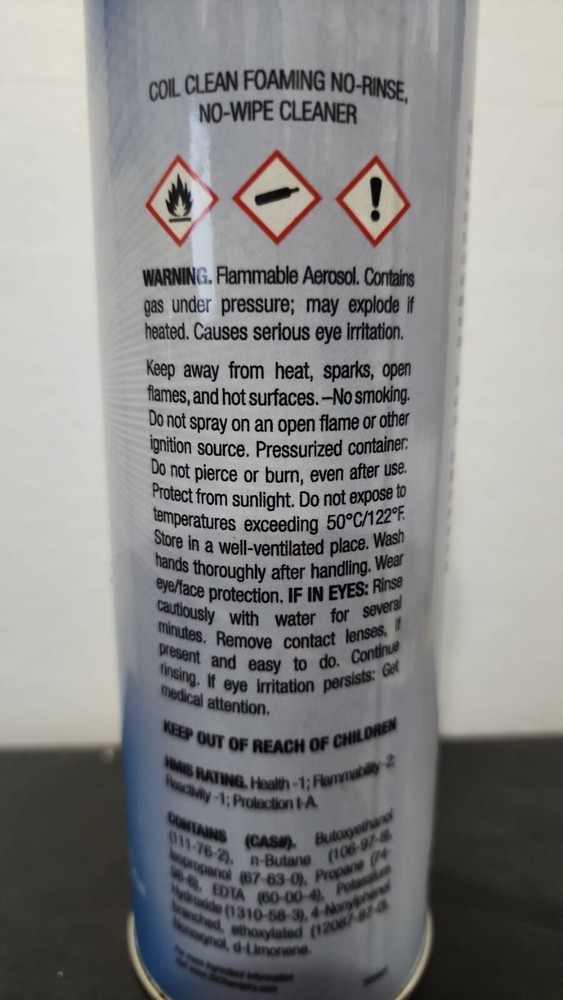 COIL CLEAN FOAMING NO-RINSE,
NO-WIPE CLEANER
WARNING. Flammable Aerosol. Contains
gas under pressure; may explode if
heated. Causes serious eye irritation.
Keep away from heat, sparks, open
flames, and hot surfaces. –No smoking.
Do not spray on an open flame or other
ignition source. Pressurized container:
Do not pierce or burn, even after use.
Protect from sunlight. Do not expose to
temperatures exceeding 50°C/122°F.
Store in a well-ventilated place. Wash
hands thoroughly after handling. Wear
eye/face protection. IF IN EYES: Rinse
cautiously with water for several
minutes. Remove contact lenses, if
present and easy to do. Continue
rinsing. If eye irritation persists: Get
medical attention.
KEEP OUT OF REACH OF CHILDREN
HMIS RATING. Health -1; Flammability -2;
Reactivity -1; Protection t-A
CONTAINS (CAS#). Butoxyethanol
(111-76-2), n-Butane (106-97-8),
Isopropanol (67-63-0), Propane (74-
98-6), EDTA (60-00-4), Potassium
Hydroxide (1310-58-3), 4-Nonylphenol
branched, ethoxylated (12087-87-0),
Nonoxynol, d-Limonene.
For more ingredient information